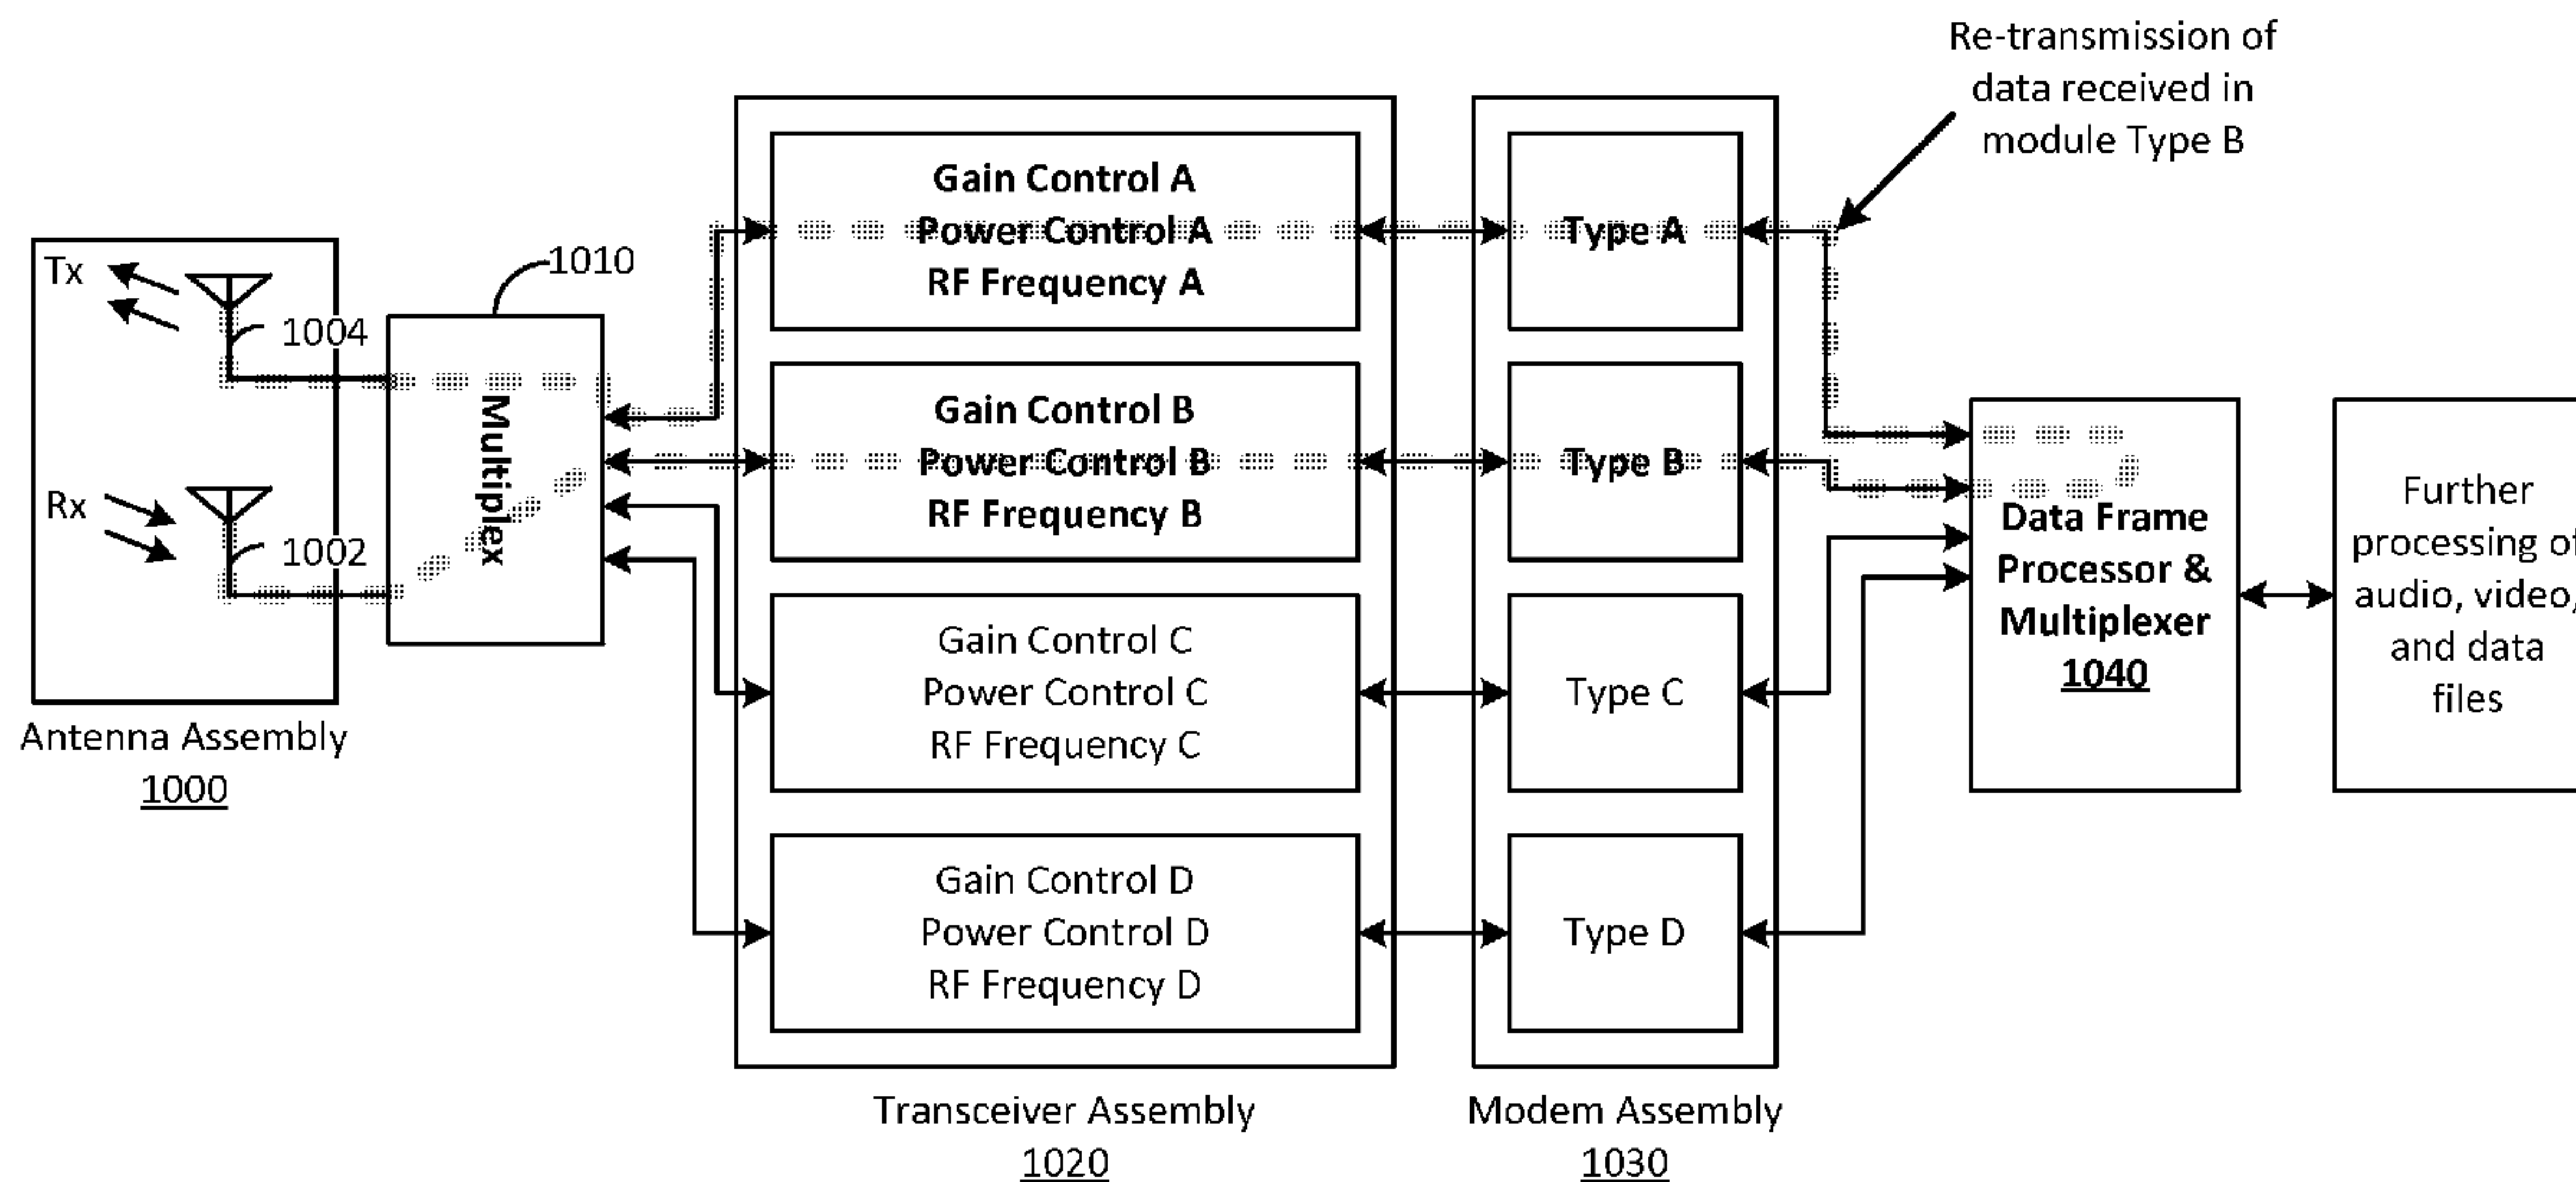 Re-transmission of
data received in
module Type B
Tx
1004
Rx
1002
Antenna Assembly
1000
1010
Multiplex
Gain Control A
Power Control A
RF Frequency A
Gain Control B
Power Control B
RF Frequency B
Gain Control C
Power Control C
RF Frequency C
Gain Control D
Power Control D
RF Frequency D
Transceiver Assembly
1020
Type A
Type B
Type C
Type D
Modem Assembly
1030
Data Frame
Processor &
Multiplexer
1040
Further
processing of
audio, video,
and data
files